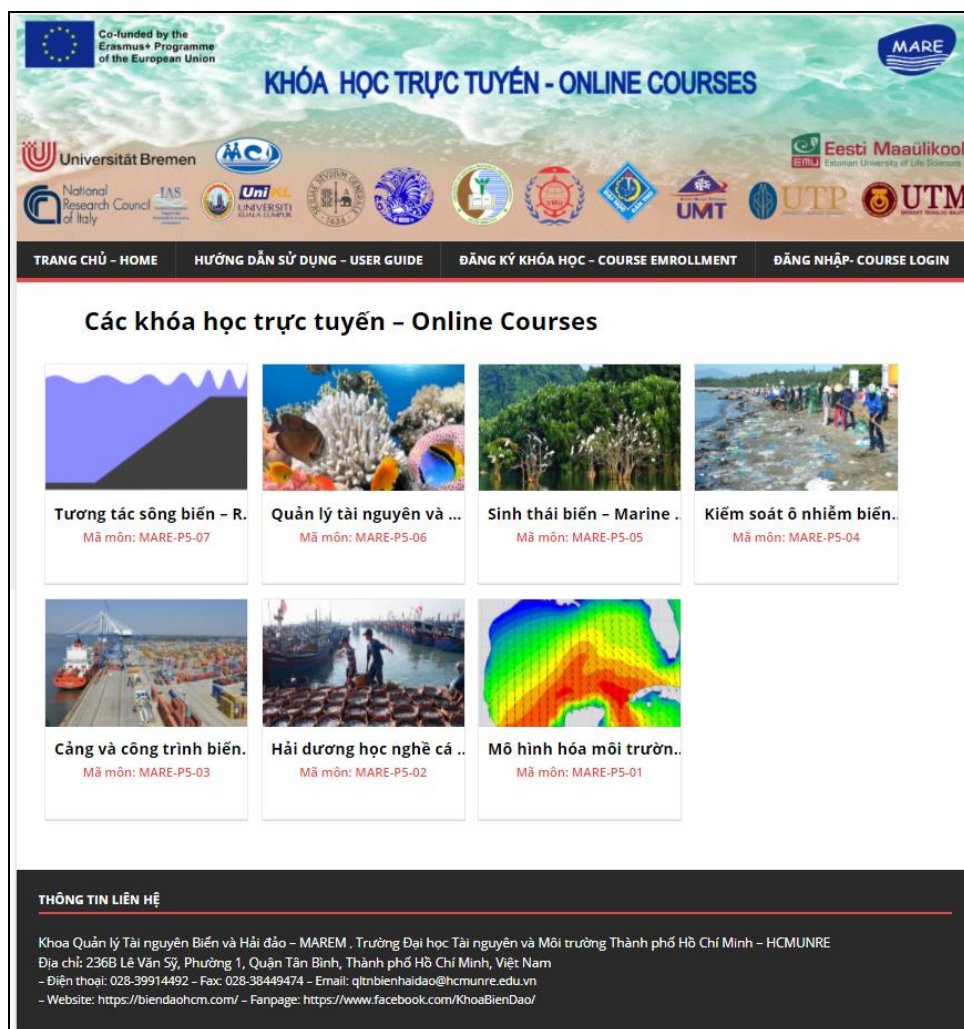 Co-funded by the
Erasmus+ Programme
of the European Union
MARE
KHÓA HỌC TRỰC TUYẾN - ONLINE COURSES
Universität Bremen
MCD
EMU
Eesti Maaülikool
Estonian University of Life Sciences
National
Research Council
of Italy
IAS
UniKL
UNIVERSITI
KUALA LUMPUR
VMU
ĐẠI HỌC CẦN THƠ
UMT
UTP
UTM
TRANG CHỦ – HOME
HƯỚNG DẪN SỬ DỤNG – USER GUIDE
ĐĂNG KÝ KHÓA HỌC – COURSE EMROLLMENT
ĐĂNG NHẬP- COURSE LOGIN
Các khóa học trực tuyến – Online Courses
Tương tác sông biển – R.
Mã môn: MARE-P5-07
Quản lý tài nguyên và ...
Mã môn: MARE-P5-06
Sinh thái biển – Marine ..
Mã môn: MARE-P5-05
Kiểm soát ô nhiễm biển..
Mã môn: MARE-P5-04
Cảng và công trình biển.
Mã môn: MARE-P5-03
Hải dương học nghề cá ..
Mã môn: MARE-P5-02
Mô hình hóa môi trườn..
Mã môn: MARE-P5-01
THÔNG TIN LIÊN HỆ
Khoa Quản lý Tài nguyên Biển và Hải đảo – MAREM , Trường Đại học Tài nguyên và Môi trường Thành phố Hồ Chí Minh – HCMUNRE
Địa chỉ: 236B Lê Văn Sỹ, Phường 1, Quận Tân Bình, Thành phố Hồ Chí Minh, Việt Nam
– Điện thoại: 028-39914492 – Fax: 028-38449474 – Email: qltnbienhaidao@hcmunre.edu.vn
– Website: https://biendaohcm.com/ – Fanpage: https://www.facebook.com/KhoaBienDao/